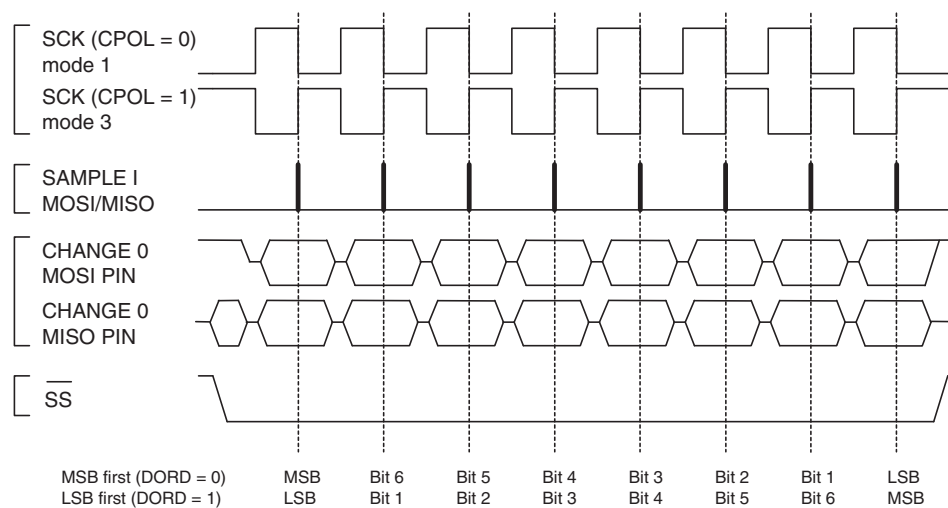 SCK (CPOL = 0)
mode 1
SCK (CPOL = 1)
mode 3
SAMPLE I
MOSI/MISO
CHANGE 0
MOSI PIN
CHANGE 0
MISO PIN
SS
MSB first (DORD = 0) MSB Bit 6 Bit 5 Bit 4 Bit 3 Bit 2 Bit 1 LSB
LSB first (DORD = 1) LSB Bit 1 Bit 2 Bit 3 Bit 4 Bit 5 Bit 6 MSB